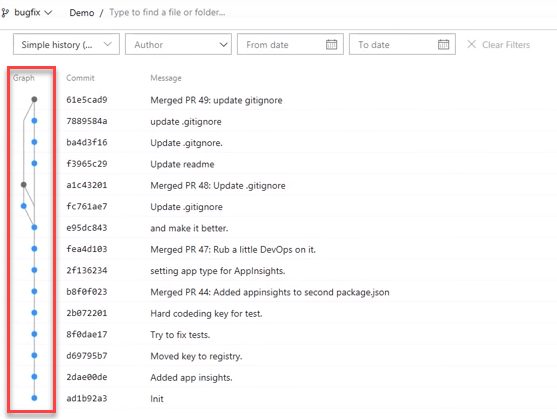 bugfix Demo / Type to find a file or folder...
Simple history (... Author From date To date Clear Filters
Graph Commit Message
61e5cad9 Merged PR 49: update gitignore
7889584a update .gitignore
ba4d3f16 Update .gitgnore.
f3965c29 Update readme
a1c43201 Merged PR 48: Update .gitignore
fc761ae7 Update .gitignore
e95dc843 and make it better.
fea4d103 Merged PR 47: Rub a little DevOps on it.
2f136234 setting app type for AppInsights.
b8f0f023 Merged PR 44: Added appinsights to second package.json
2b072201 Hard codeding key for test.
8f0dae17 Try to fix tests.
d69795b7 Moved key to registry.
2dae00de Added app insights.
ad1b92a3 Init